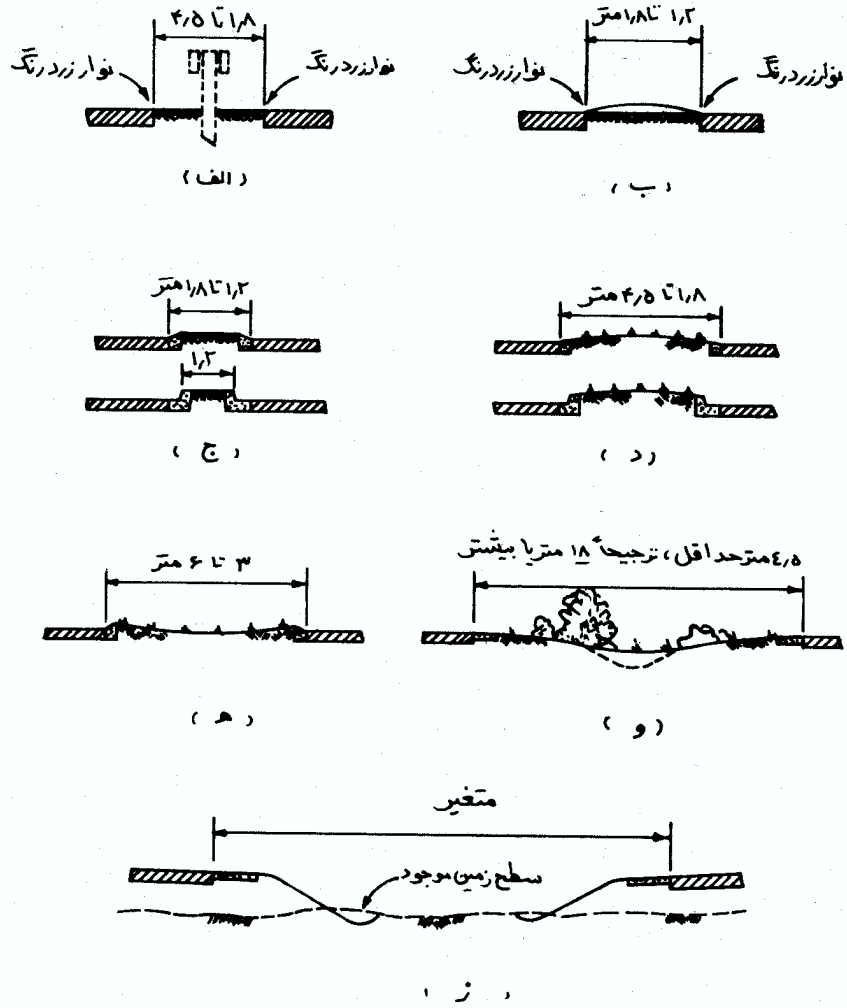 ۱٫۸ تا ۴٫۵
نوار زرد رنگ
نوار زرد رنگ
(الف)
۱٫۲ تا ۱٫۸ متر
نوار زرد رنگ
نوار زرد رنگ
(ب)
۱٫۲ تا ۱٫۸ متر
۱٫۲
(ج)
۱٫۸ تا ۴٫۵ متر
(د)
۳ تا ۶ متر
(ه)
۴٫۵ متر حداقل، ترجیحاً ۱۸ متر یا بیشتر
(و)
متغیر
سطح زمین موجود
(ز)